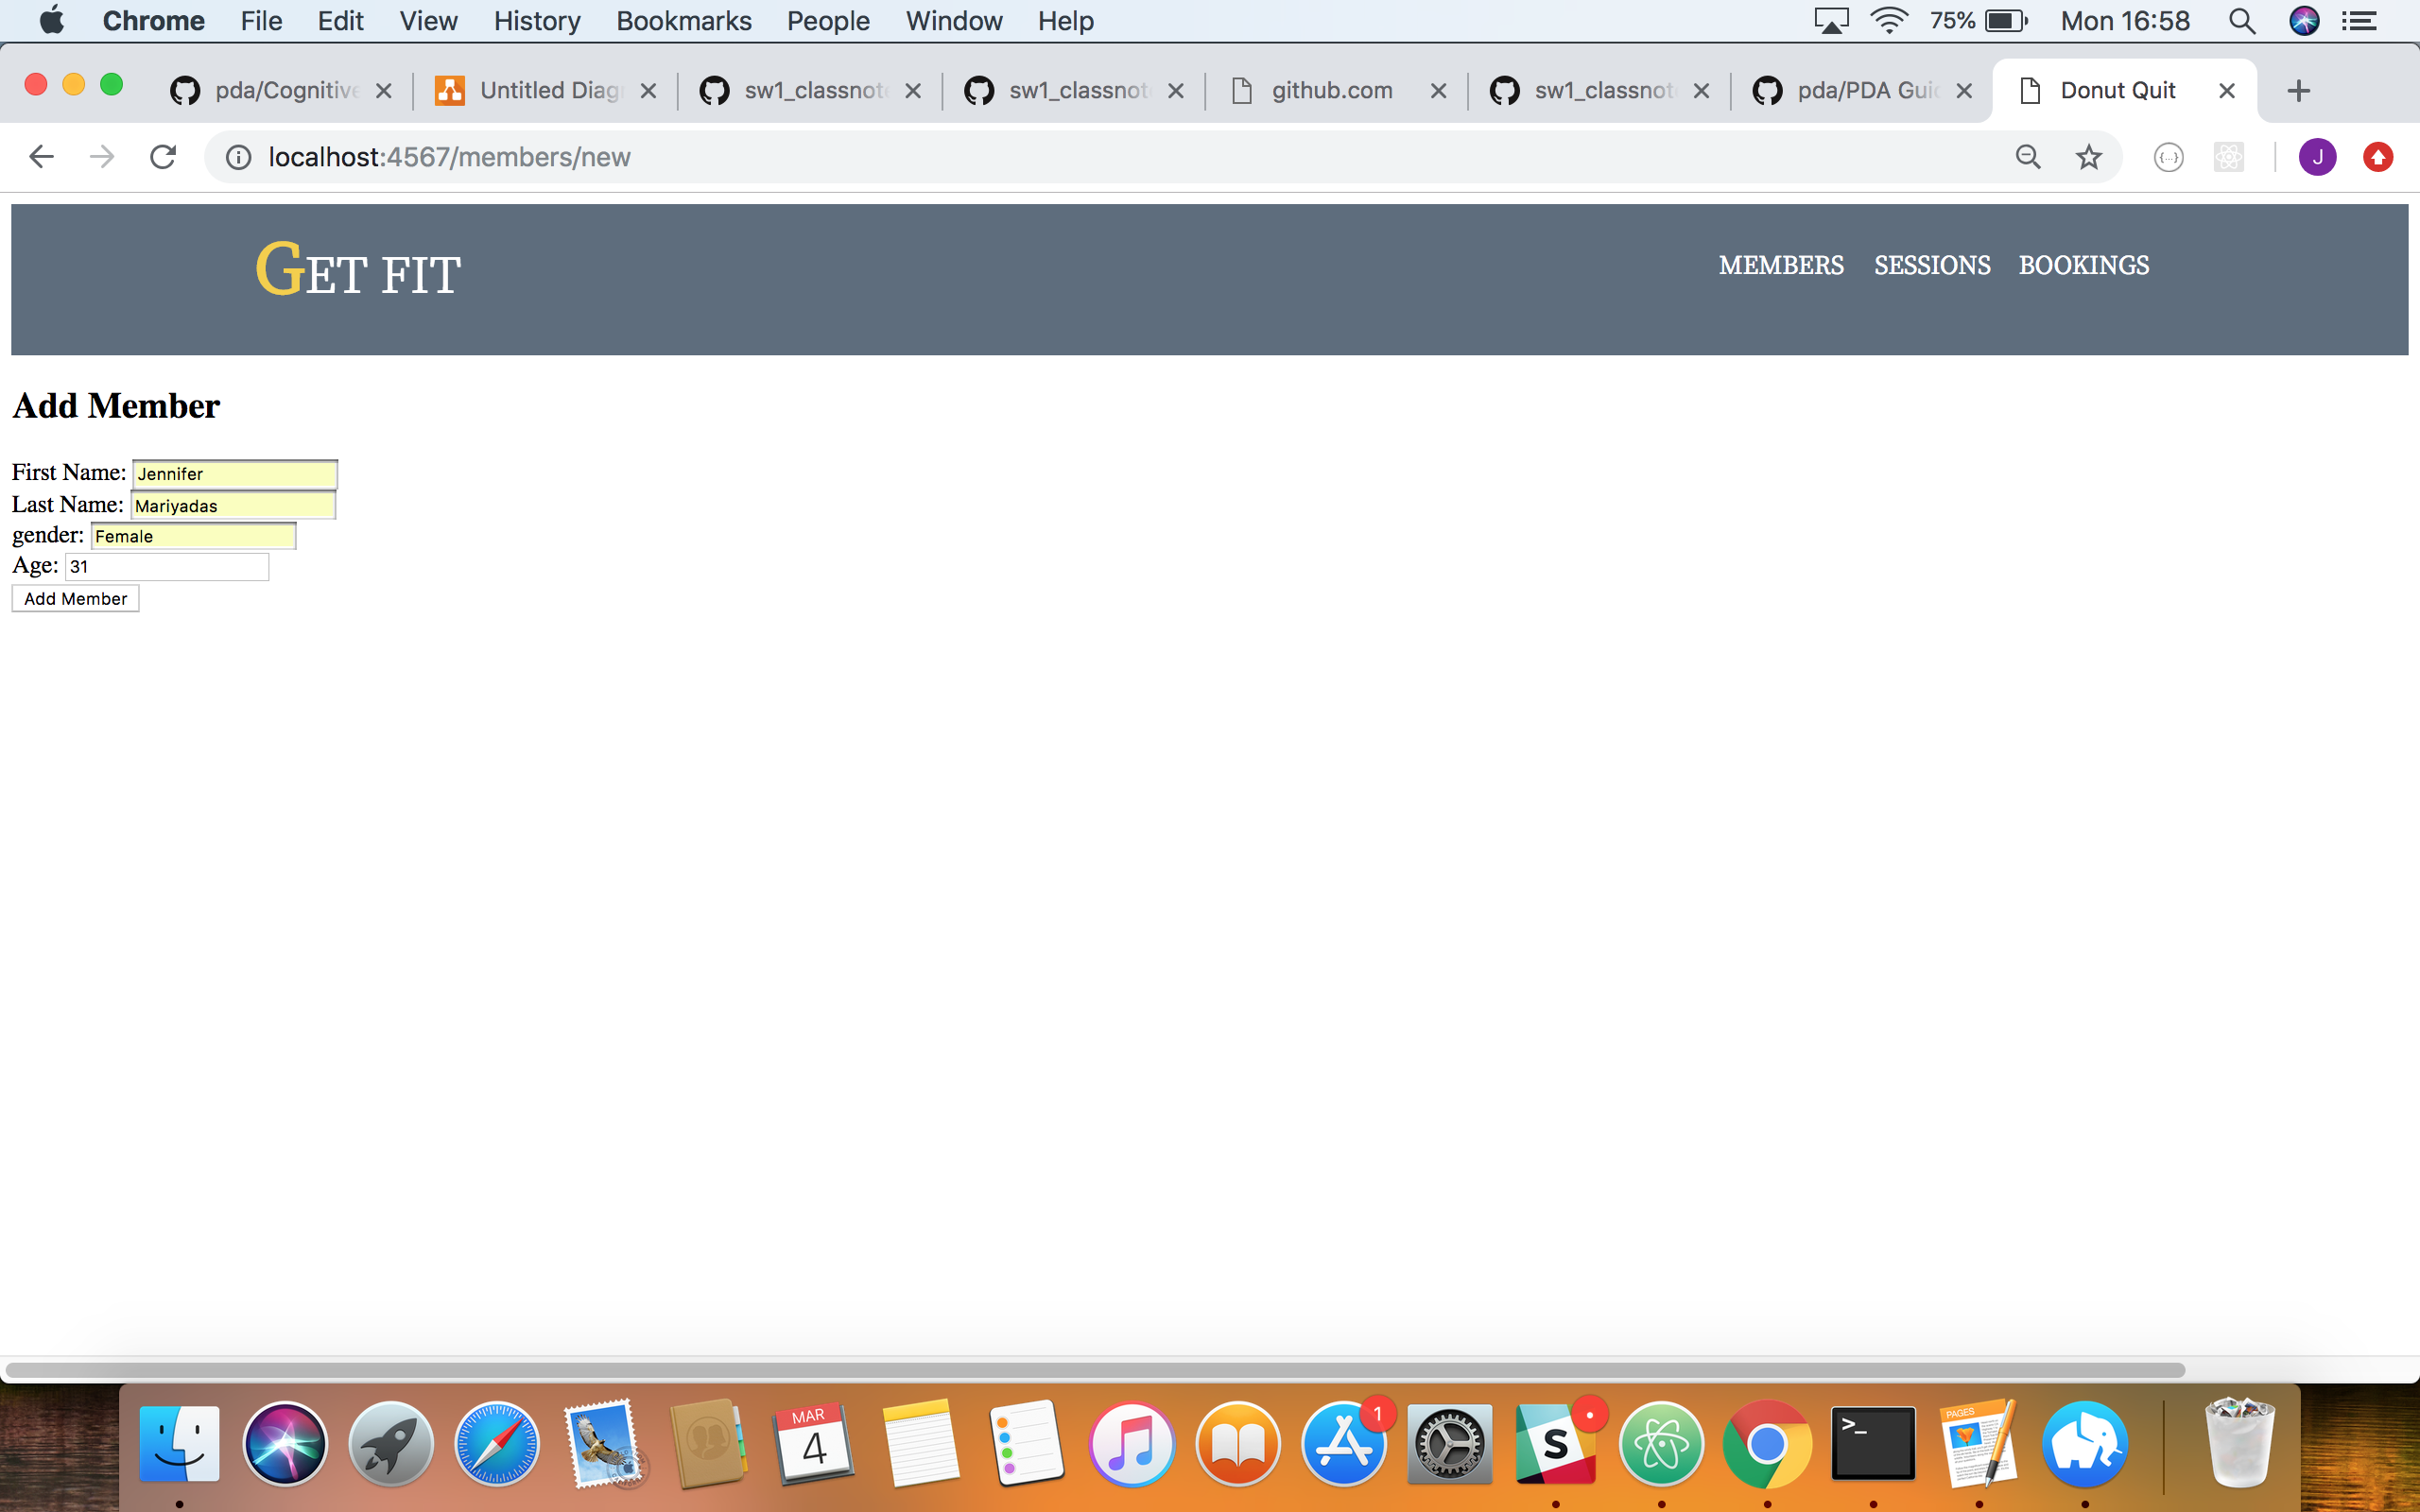 Chrome File Edit View History Bookmarks People Window Help 75% Mon 16:58
pda/Cognitive Untitled Diag sw1_classnot sw1_classnot github.com sw1_classnot pda/PDA Gui Donut Quit
localhost:4567/members/new J
GET FIT MEMBERS SESSIONS BOOKINGS
Add Member
First Name: Jennifer
Last Name: Mariyadas
gender: Female
Age: 31
Add Member
MAR
4
1
S
>_
PAGES